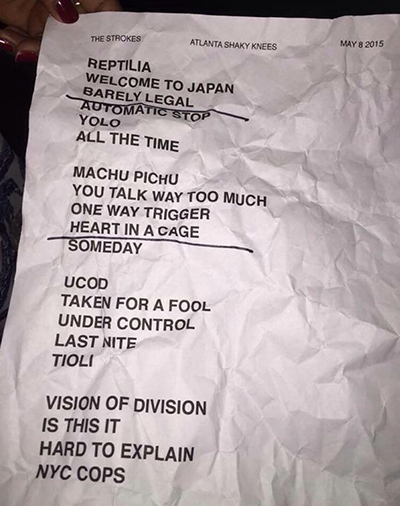 THE STROKES ATLANTA SHAKY KNEES MAY 8 2015
REPTILIA
WELCOME TO JAPAN
BARELY LEGAL
AUTOMATIC STOP
YOLO
ALL THE TIME
MACHU PICHU
YOU TALK WAY TOO MUCH
ONE WAY TRIGGER
HEART IN A CAGE
SOMEDAY
UCOD
TAKEN FOR A FOOL
UNDER CONTROL
LAST NITE
TIOLI
VISION OF DIVISION
IS THIS IT
HARD TO EXPLAIN
NYC COPS